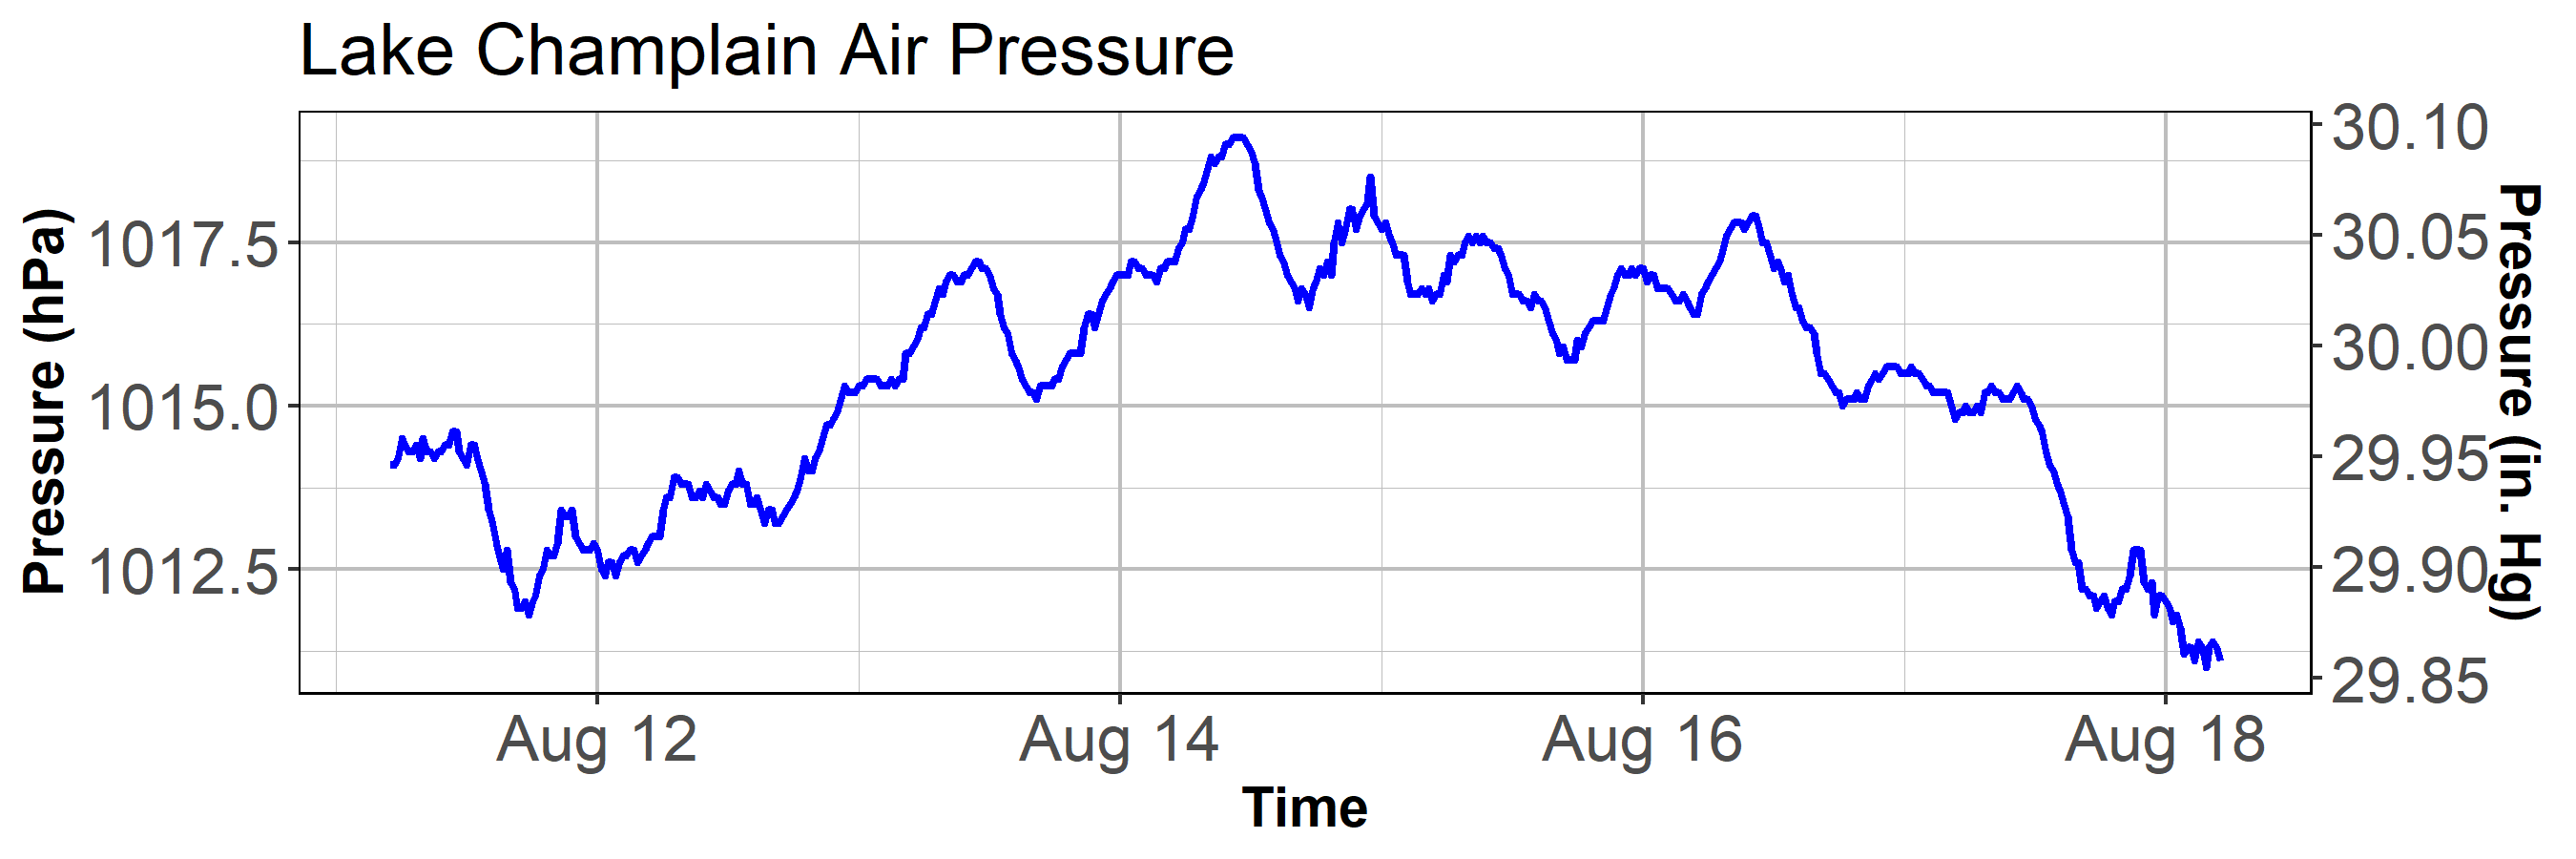 Lake Champlain Air Pressure
Pressure (hPa)
1017.5
1015.0
1012.5
30.10
30.05
30.00
29.95
29.90
29.85
Pressure (in. Hg)
Aug 12 Aug 14 Aug 16 Aug 18
Time